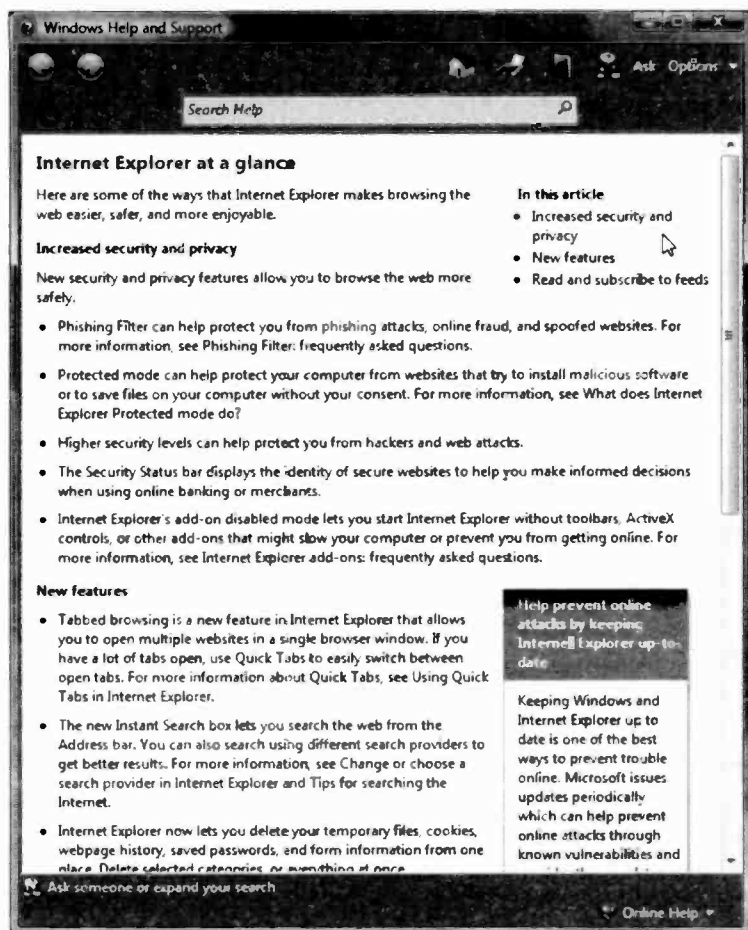 Windows Help and Support
Ask Options
Search Help
Internet Explorer at a glance
Here are some of the ways that Internet Explorer makes browsing the
web easier, safer, and more enjoyable.
In this article
• Increased security and
privacy
• New features
• Read and subscribe to feeds
Increased security and privacy
New security and privacy features allow you to browse the web more
safely.
• Phishing Filter can help protect you from phishing attacks, online fraud, and spoofed websites. For
more information, see Phishing Filter: frequently asked questions.
• Protected mode can help protect your computer from websites that try to install malicious software
or to save files on your computer without your consent. For more information, see What does Internet
Explorer Protected mode do?
• Higher security levels can help protect you from hackers and web attacks.
• The Security Status bar displays the identity of secure websites to help you make informed decisions
when using online banking or merchants.
• Internet Explorer's add-on disabled mode lets you start Internet Explorer without toolbars, ActiveX
controls, or other add-ons that might slow your computer or prevent you from getting online. For
more information, see Internet Explorer add-ons: frequently asked questions.
New features
• Tabbed browsing is a new feature in Internet Explorer that allows
you to open multiple websites in a single browser window. If you
have a lot of tabs open, use Quick Tabs to easily switch between
open tabs. For more information about Quick Tabs, see Using Quick
Tabs in Internet Explorer.
• The new Instant Search box lets you search the web from the
Address bar. You can also search using different search providers to
get better results. For more information, see Change or choose a
search provider in Internet Explorer and Tips for searching the
Internet.
• Internet Explorer now lets you delete your temporary files, cookies,
webpage history, saved passwords, and form information from one
place. Delete selected categories, or everything at once.
Help prevent online
attacks by keeping
Internet Explorer up-to-
date
Keeping Windows and
Internet Explorer up to
date is one of the best
ways to prevent trouble
online. Microsoft issues
updates periodically
which can help prevent
online attacks through
known vulnerabilities and
Ask someone or expand your search
Online Help